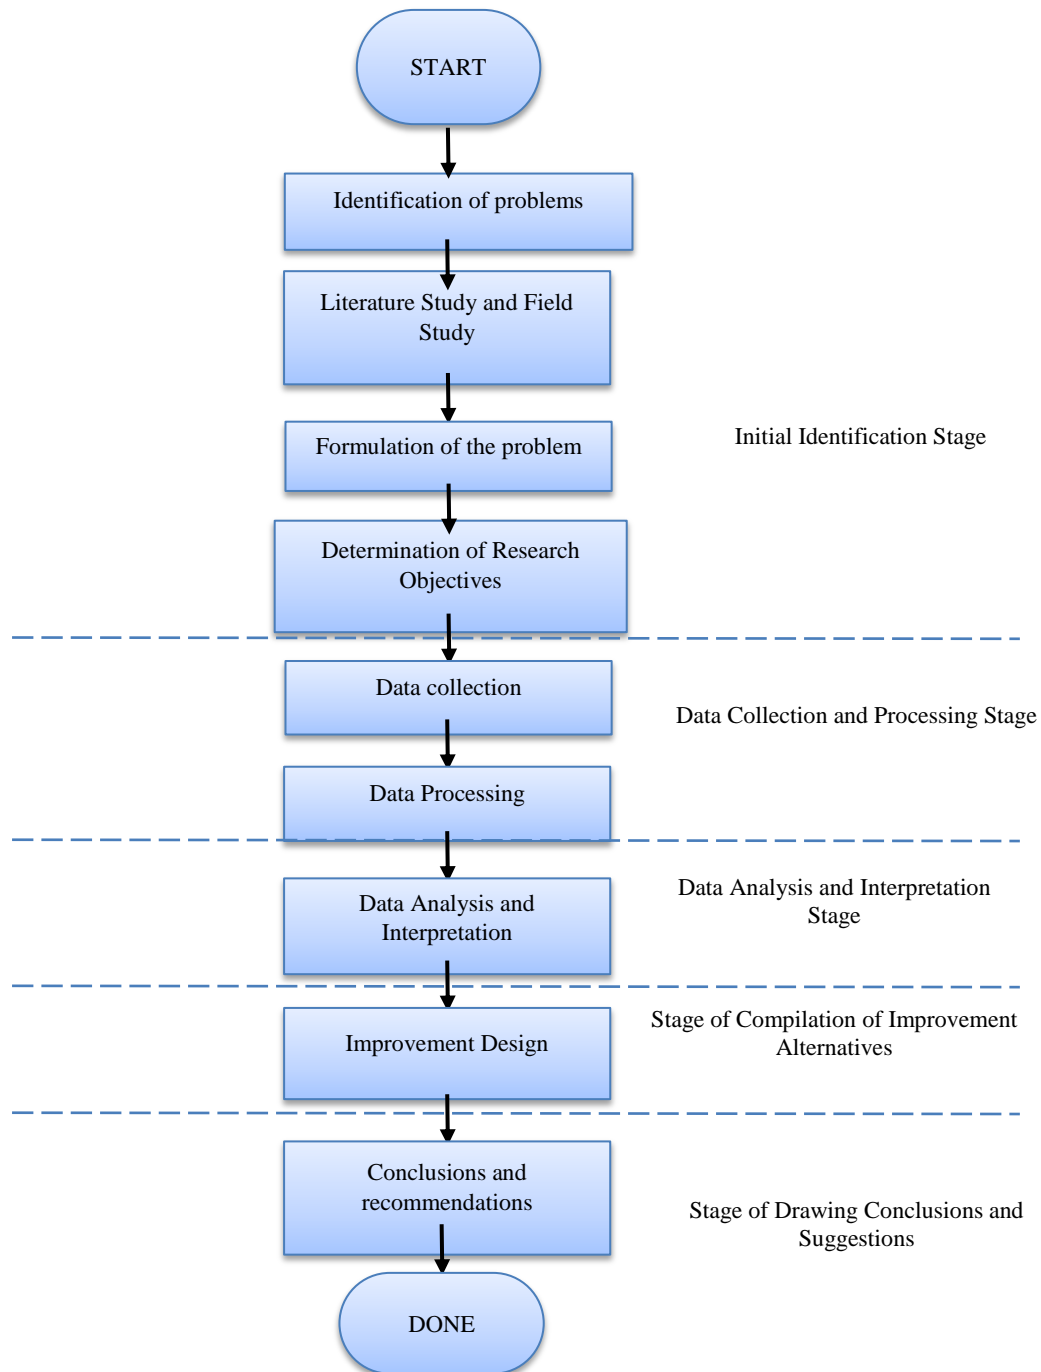 START
Identification of problems
Literature Study and Field
Study
Formulation of the problem
Initial Identification Stage
Determination of Research
Objectives
Data collection
Data Collection and Processing Stage
Data Processing
Data Analysis and
Interpretation
Data Analysis and Interpretation
Stage
Improvement Design
Stage of Compilation of Improvement
Alternatives
Conclusions and
recommendations
Stage of Drawing Conclusions and
Suggestions
DONE